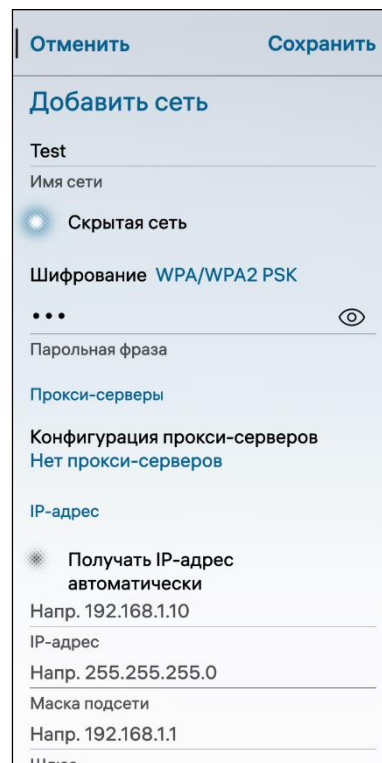 Отменить Сохранить
Добавить сеть
Test
Имя сети
Скрытая сеть
Шифрование WPA/WPA2 PSK
•••
Парольная фраза
Прокси-серверы
Конфигурация прокси-серверов
Нет прокси-серверов
IP-адрес
Получать IP-адрес
автоматически
Напр. 192.168.1.10
IP-адрес
Напр. 255.255.255.0
Маска подсети
Напр. 192.168.1.1